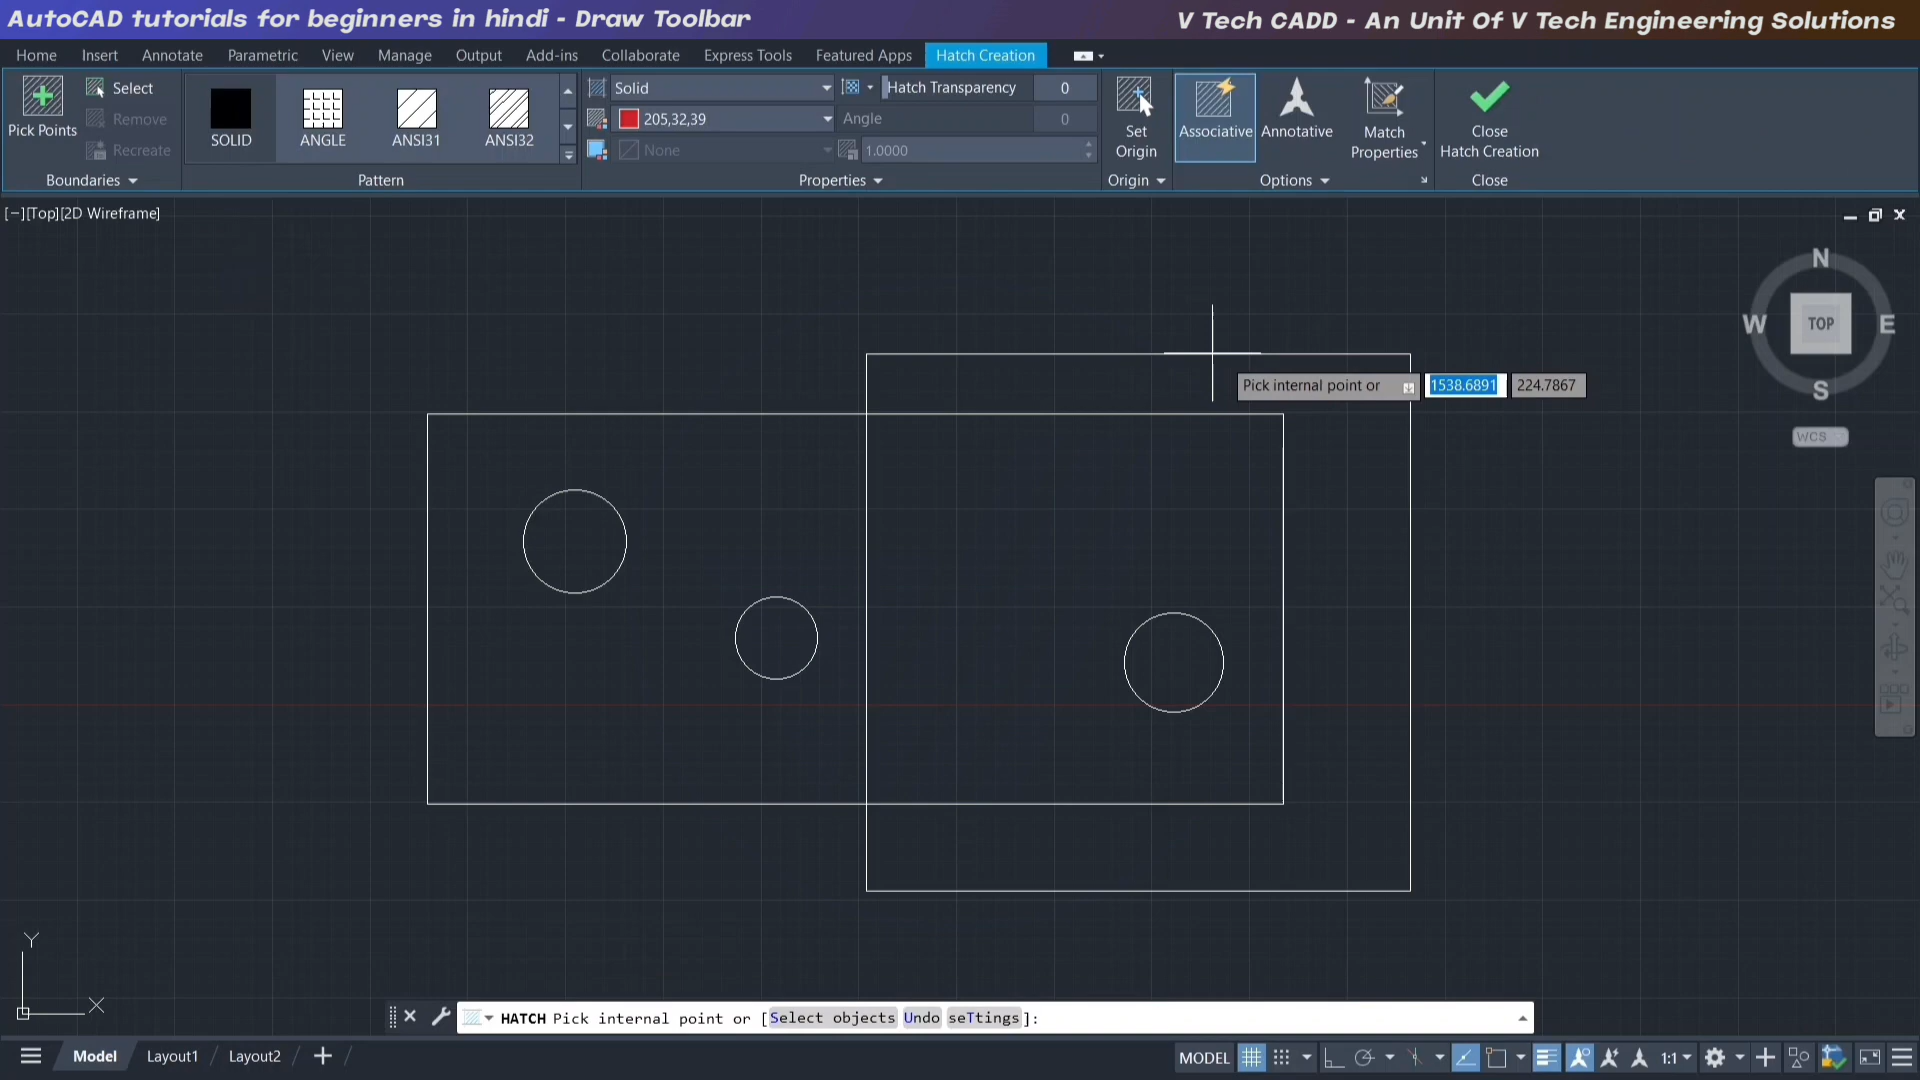 AutoCAD tutorials for beginners in hindi - Draw Toolbar
V Tech CADD - An Unit Of V Tech Engineering Solutions
Home Insert Annotate Parametric View Manage Output Add-ins Collaborate Express Tools Featured Apps Hatch Creation
Pick Points
Select
Remove
Recreate
Boundaries
SOLID
ANGLE
ANSI31
ANSI32
Pattern
Solid
205,32,39
None
Hatch Transparency 0
Angle 0
1.0000
Properties
Set
Origin
Origin
Associative
Annotative
Match
Properties
Options
Close
Hatch Creation
Close
[−][Top][2D Wireframe]
N
W
TOP
E
S
WCS
Pick internal point or 1538.6891 224.7867
Y
X
HATCH Pick internal point or [Select objects Undo seTtings]:
Model Layout1 Layout2
MODEL
1:1